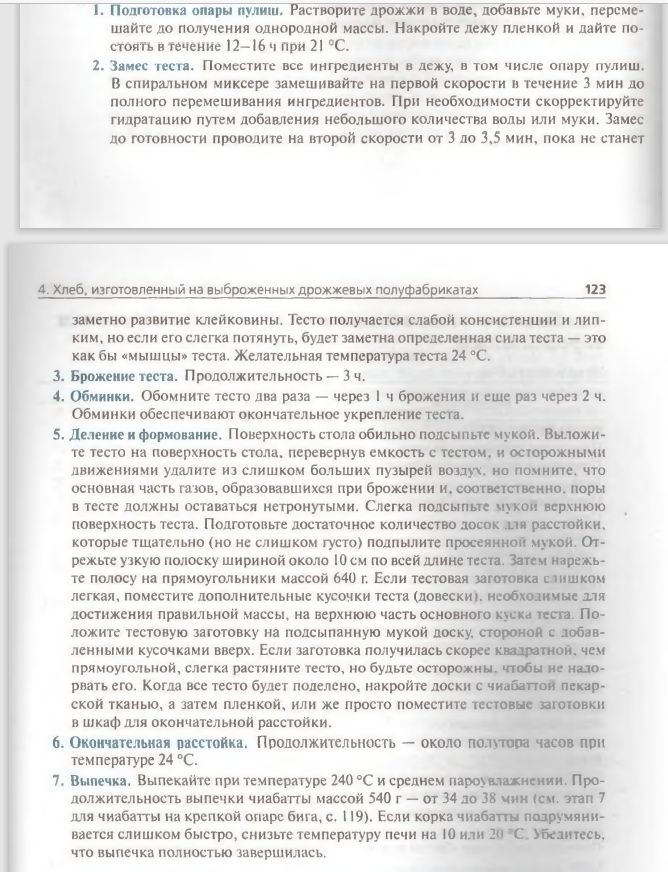 1. Подготовка опары пулиш. Растворите дрожжи в воде, добавьте муки, переме-
шайте до получения однородной массы. Накройте дежу пленкой и дайте по-
стоять в течение 12—16 ч при 21 °С.
2. Замес теста. Поместите все ингредиенты в дежу, в том числе опару пулиш.
В спиральном миксере замешивайте на первой скорости в течение 3 мин до
полного перемешивания ингредиентов. При необходимости скорректируйте
гидратацию путем добавления небольшого количества воды или муки. Замес
до готовности проводите на второй скорости от 3 до 3,5 мин, пока не станет
4. Хлеб, изготовленный на выброженных дрожжевых полуфабрикатах 123
заметно развитие клейковины. Тесто получается слабой консистенции и лип-
ким, но если его слегка потянуть, будет заметна определенная сила теста — это
как бы «мышцы» теста. Желательная температура теста 24 °С.
3. Брожение теста. Продолжительность — 3 ч.
4. Обминки. Обомните тесто два раза — через 1 ч брожения и еще раз через 2 ч.
Обминки обеспечивают окончательное укрепление теста.
5. Деление и формование. Поверхность стола обильно подсыпьте мукой. Выложи-
те тесто на поверхность стола, перевернув емкость с тестом, и осторожными
движениями удалите из слишком больших пузырей воздух, но помните, что
основная часть газов, образовавшихся при брожении и, соответственно, поры
в тесте должны оставаться нетронутыми. Слегка подсыпьте мукой верхнюю
поверхность теста. Подготовьте достаточное количество досок для расстойки,
которые тщательно (но не слишком густо) подпылите просеянной мукой. От-
режьте узкую полоску шириной около 10 см по всей длине теста. Затем нарежь-
те полосу на прямоугольники массой 640 г. Если тестовая заготовка слишком
легкая, поместите дополнительные кусочки теста (довески), необходимые для
достижения правильной массы, на верхнюю часть основного куска теста. По-
ложите тестовую заготовку на подсыпанную мукой доску, стороной с добав-
ленными кусочками вверх. Если заготовка получилась скорее квадратной, чем
прямоугольной, слегка растяните тесто, но будьте осторожны, чтобы не надо-
рвать его. Когда все тесто будет поделено, накройте доски с чиабаттой пекар-
ской тканью, а затем пленкой, или же просто поместите тестовые заготовки
в шкаф для окончательной расстойки.
6. Окончательная расстойка. Продолжительность — около полутора часов при
температуре 24 °С.
7. Выпечка. Выпекайте при температуре 240 °С и среднем пароувлажнении. Про-
должительность выпечки чиабатты массой 540 г — от 34 до 38 мин (см. этап 7
для чиабатты на крепкой опаре бига, с. 119). Если корка чиабатты подрумяни-
вается слишком быстро, снизьте температуру печи на 10 или 20 °С. Убедитесь,
что выпечка полностью завершилась.